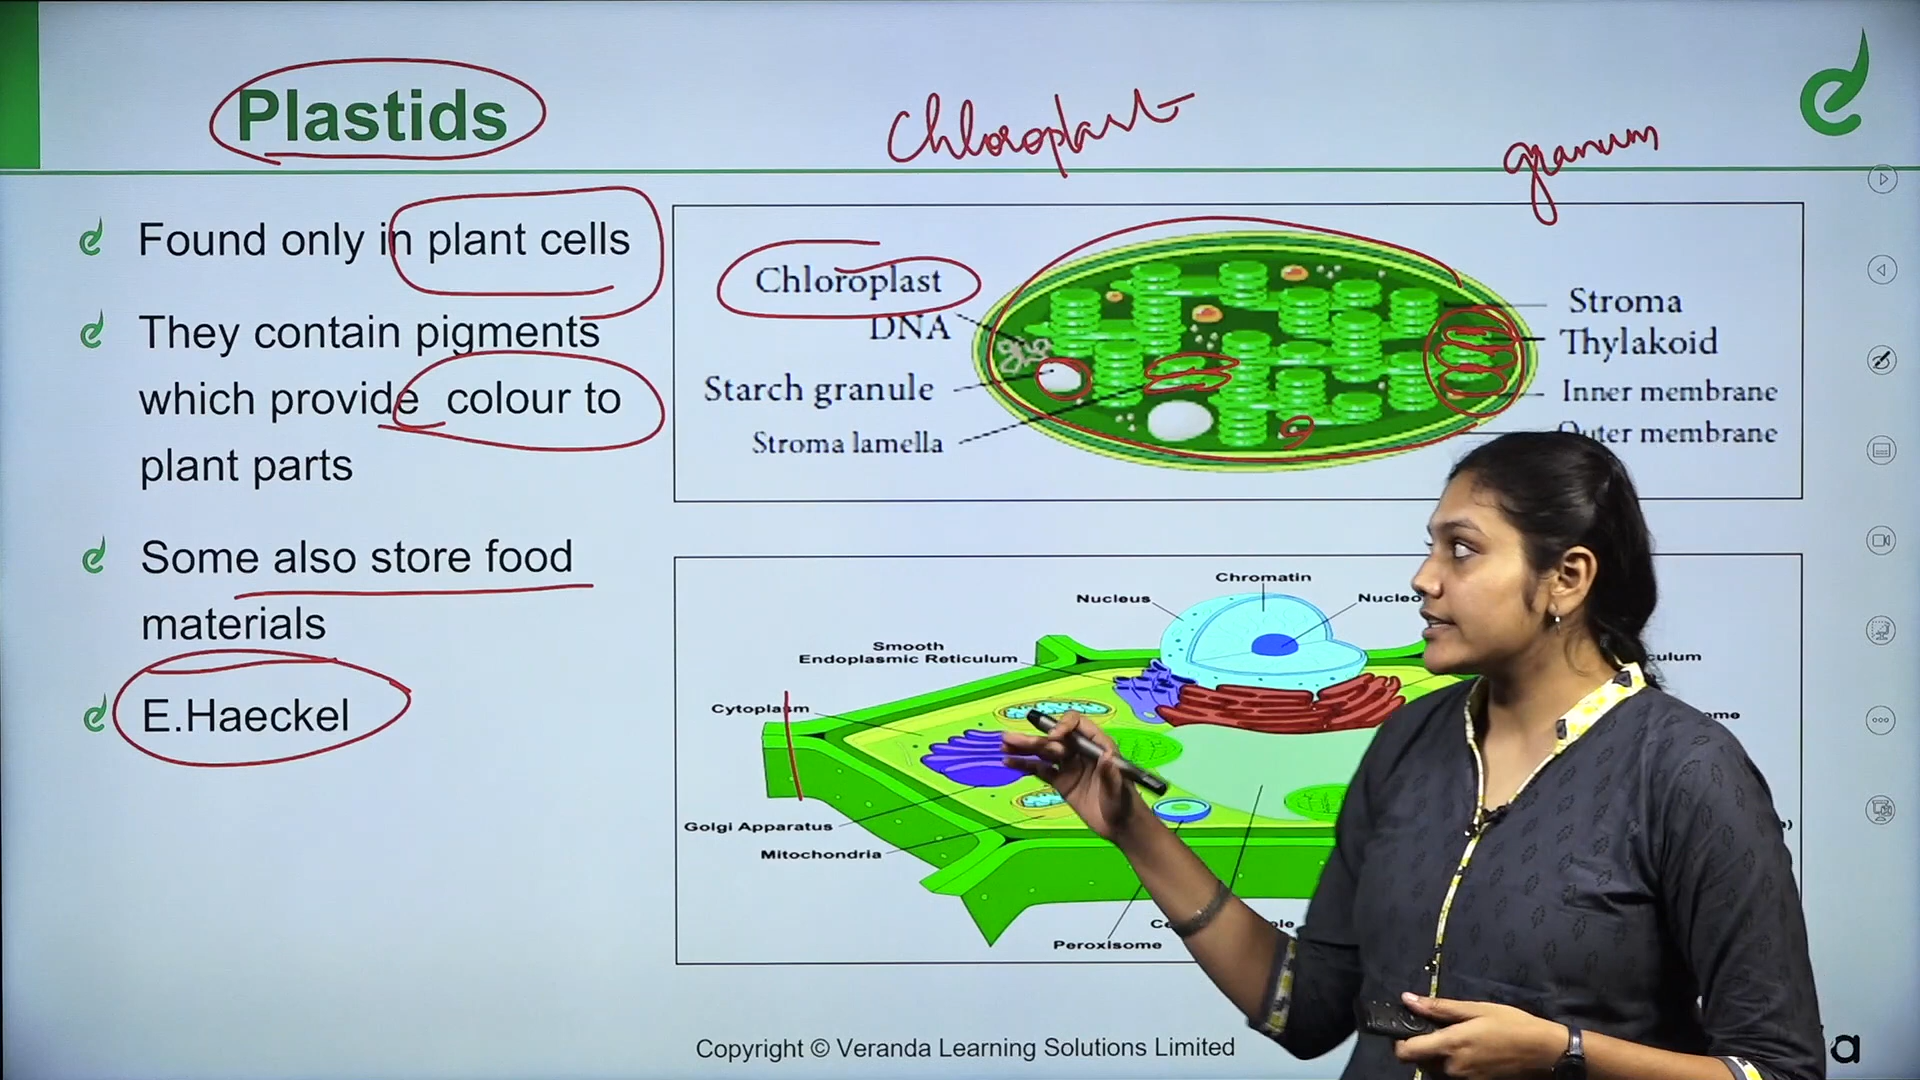 Plastids
Chloroplast
granum
Found only in plant cells
They contain pigments
which provide colour to
plant parts
Some also store food
materials
E.Haeckel
Chloroplast
DNA
Starch granule
Stroma lamella
Stroma
Thylakoid
Inner membrane
Outer membrane
Chromatin
Nucleus
Nucleo
Smooth
Endoplasmic Reticulum
culum
Cytoplasm
ome
Golgi Apparatus
Mitochondria
Peroxisome
Copyright © Veranda Learning Solutions Limited